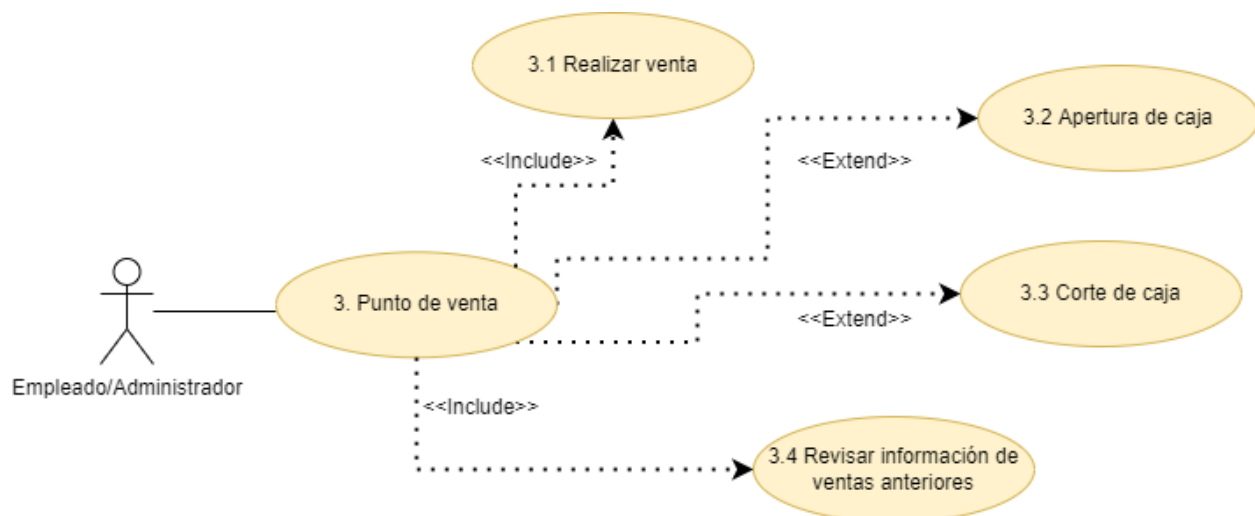 3.1 Realizar venta
3.2 Apertura de caja
<<Include>>
<<Extend>>
3. Punto de venta
3.3 Corte de caja
<<Extend>>
Empleado/Administrador
<<Include>>
3.4 Revisar información de
ventas anteriores